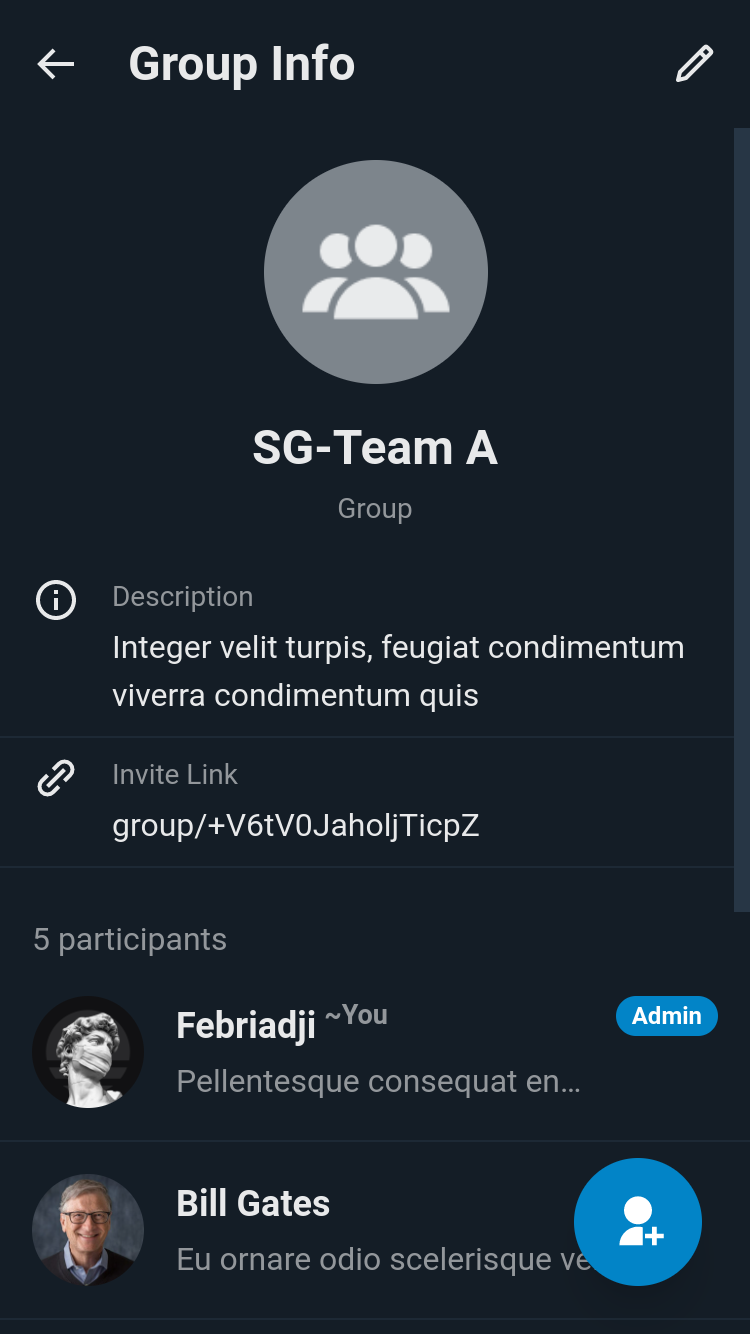 Group Info
SG-Team A
Group
Description
Integer velit turpis, feugiat condimentum
viverra condimentum quis
Invite Link
group/+V6tV0JaholjTicpZ
5 participants
Febriadji ~You
Admin
Pellentesque consequat en…
Bill Gates
Eu ornare odio scelerisque ve